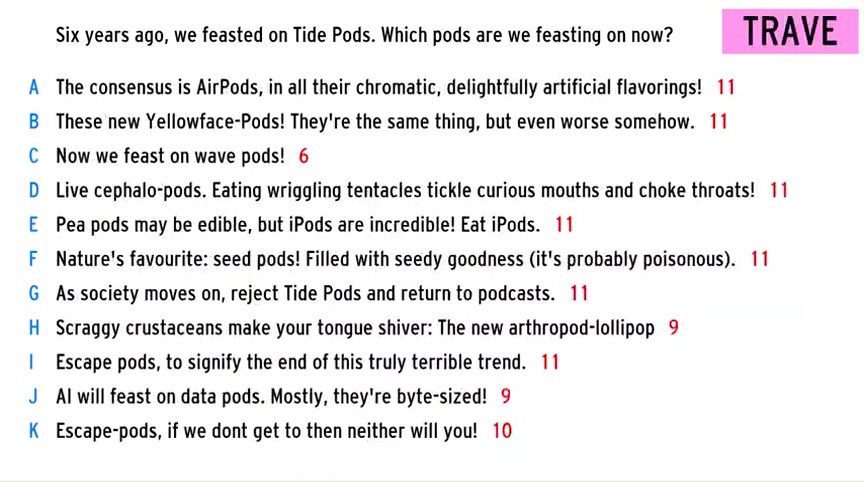 Six years ago, we feasted on Tide Pods. Which pods are we feasting on now?
TRAVE
A The consensus is AirPods, in all their chromatic, delightfully artificial flavorings! 11
B These new Yellowface-Pods! They're the same thing, but even worse somehow. 11
C Now we feast on wave pods! 6
D Live cephalo-pods. Eating wriggling tentacles tickle curious mouths and choke throats! 11
E Pea pods may be edible, but iPods are incredible! Eat iPods. 11
F Nature's favourite: seed pods! Filled with seedy goodness (it's probably poisonous). 11
G As society moves on, reject Tide Pods and return to podcasts. 11
H Scraggy crustaceans make your tongue shiver: The new arthropod-lollipop 9
I Escape pods, to signify the end of this truly terrible trend. 11
J AI will feast on data pods. Mostly, they're byte-sized! 9
K Escape-pods, if we dont get to then neither will you! 10